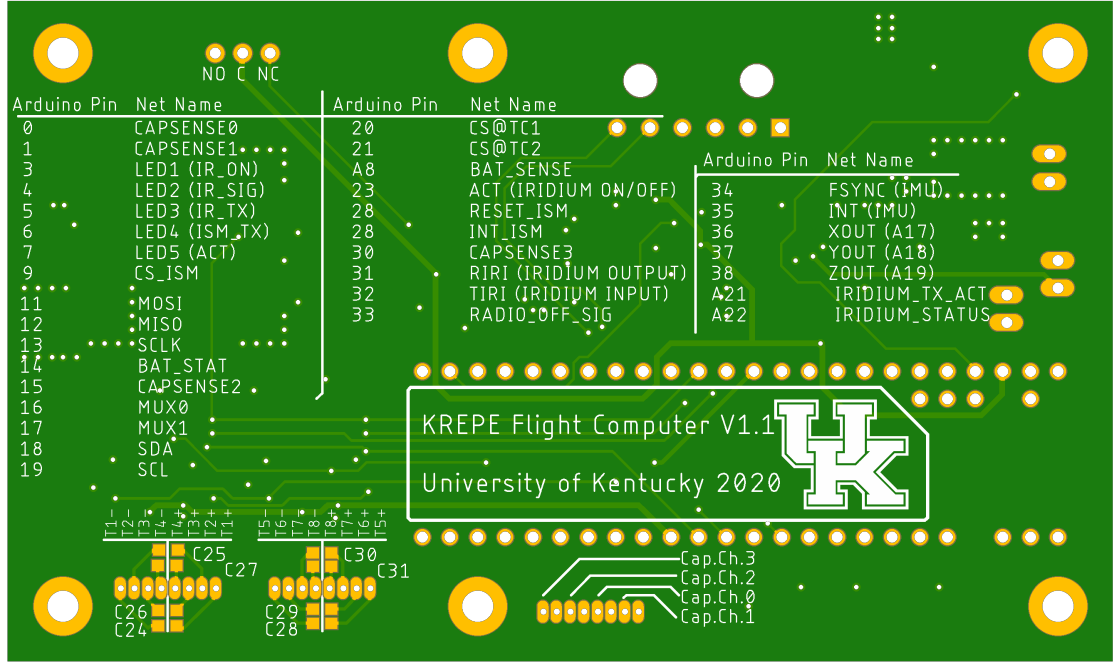 NO C NC
Arduino Pin Net Name
0 CAPSENSE0
1 CAPSENSE1
3 LED1 (IR_ON)
4 LED2 (IR_SIG)
5 LED3 (IR_TX)
6 LED4 (ISM_TX)
7 LED5 (ACT)
9 CS_ISM
11 MOSI
12 MISO
13 SCLK
14 BAT_STAT
15 CAPSENSE2
16 MUX0
17 MUX1
18 SDA
19 SCL
Arduino Pin Net Name
20 CS@TC1
21 CS@TC2
A8 BAT_SENSE
23 ACT (IRIDIUM ON/OFF)
28 RESET_ISM
28 INT_ISM
30 CAPSENSE3
31 RIRI (IRIDIUM OUTPUT)
32 TIRI (IRIDIUM INPUT)
33 RADIO_OFF_SIG
Arduino Pin Net Name
34 FSYNC (IMU)
35 INT (IMU)
36 XOUT (A17)
37 YOUT (A18)
38 ZOUT (A19)
A21 IRIDIUM_TX_ACT
A22 IRIDIUM_STATUS
KREPE Flight Computer V1.1
University of Kentucky 2020
UK
T1- T2- T3- T4- T4+ T3+ T2+ T1+
T5- T6- T7- T8- T8+ T7+ T6+ T5+
C25
C27
C26
C24
C30
C31
C29
C28
Cap.Ch.3
Cap.Ch.2
Cap.Ch.0
Cap.Ch.1